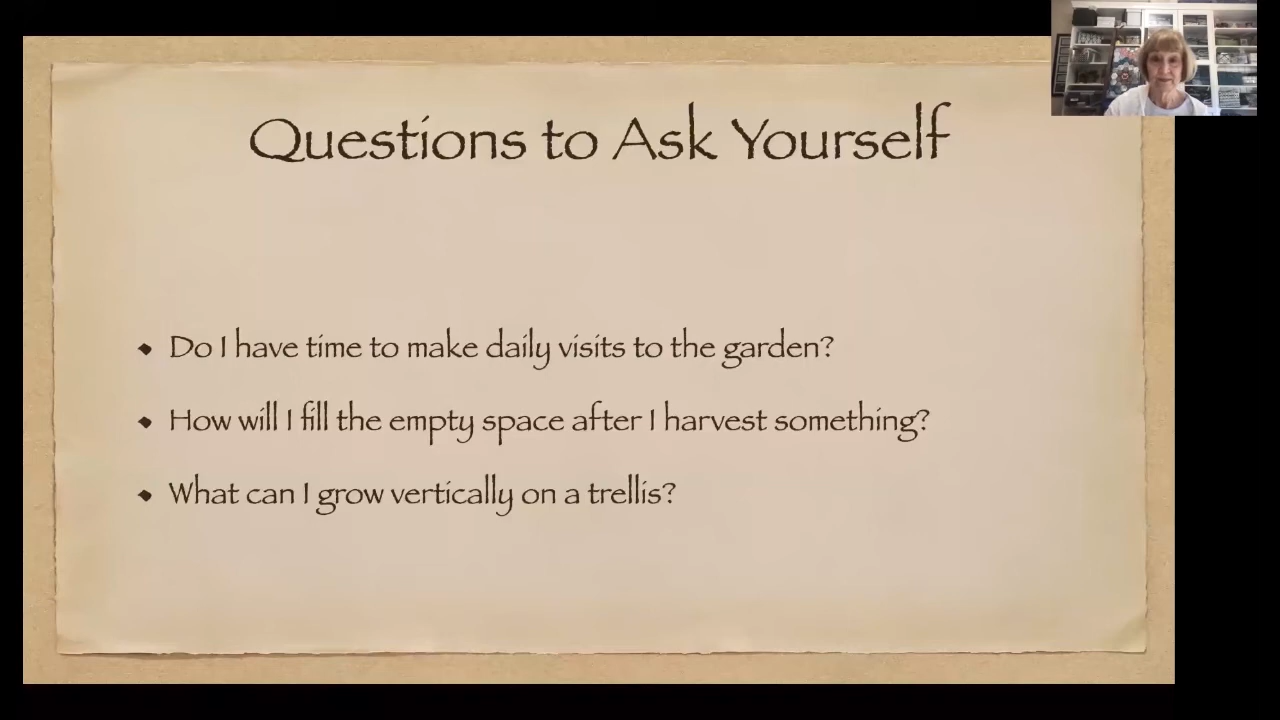 Questions to Ask Yourself
Do I have time to make daily visits to the garden?
How will I fill the empty space after I harvest something?
What can I grow vertically on a trellis?